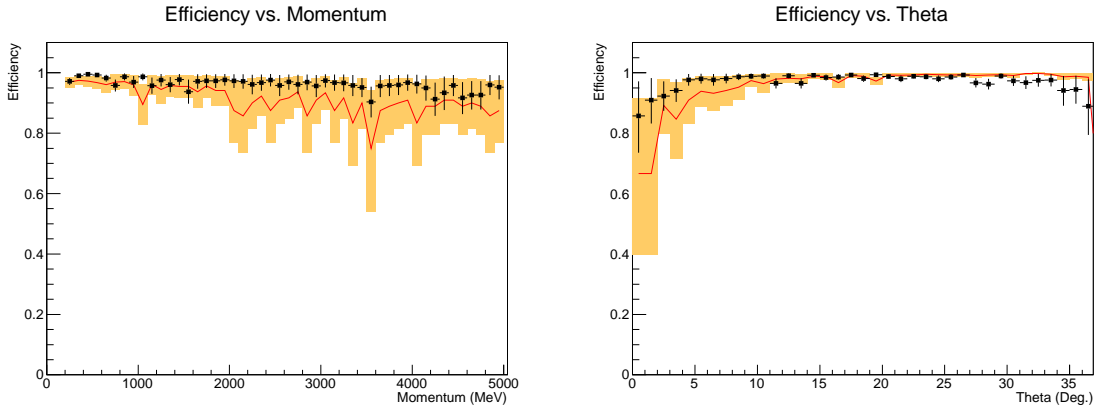 Efficiency vs. Momentum
Efficiency
1
0.8
0.6
0.4
0.2
0
0 1000 2000 3000 4000 5000
Momentum (MeV)
Efficiency vs. Theta
Efficiency
1
0.8
0.6
0.4
0.2
0
0 5 10 15 20 25 30 35
Theta (Deg.)